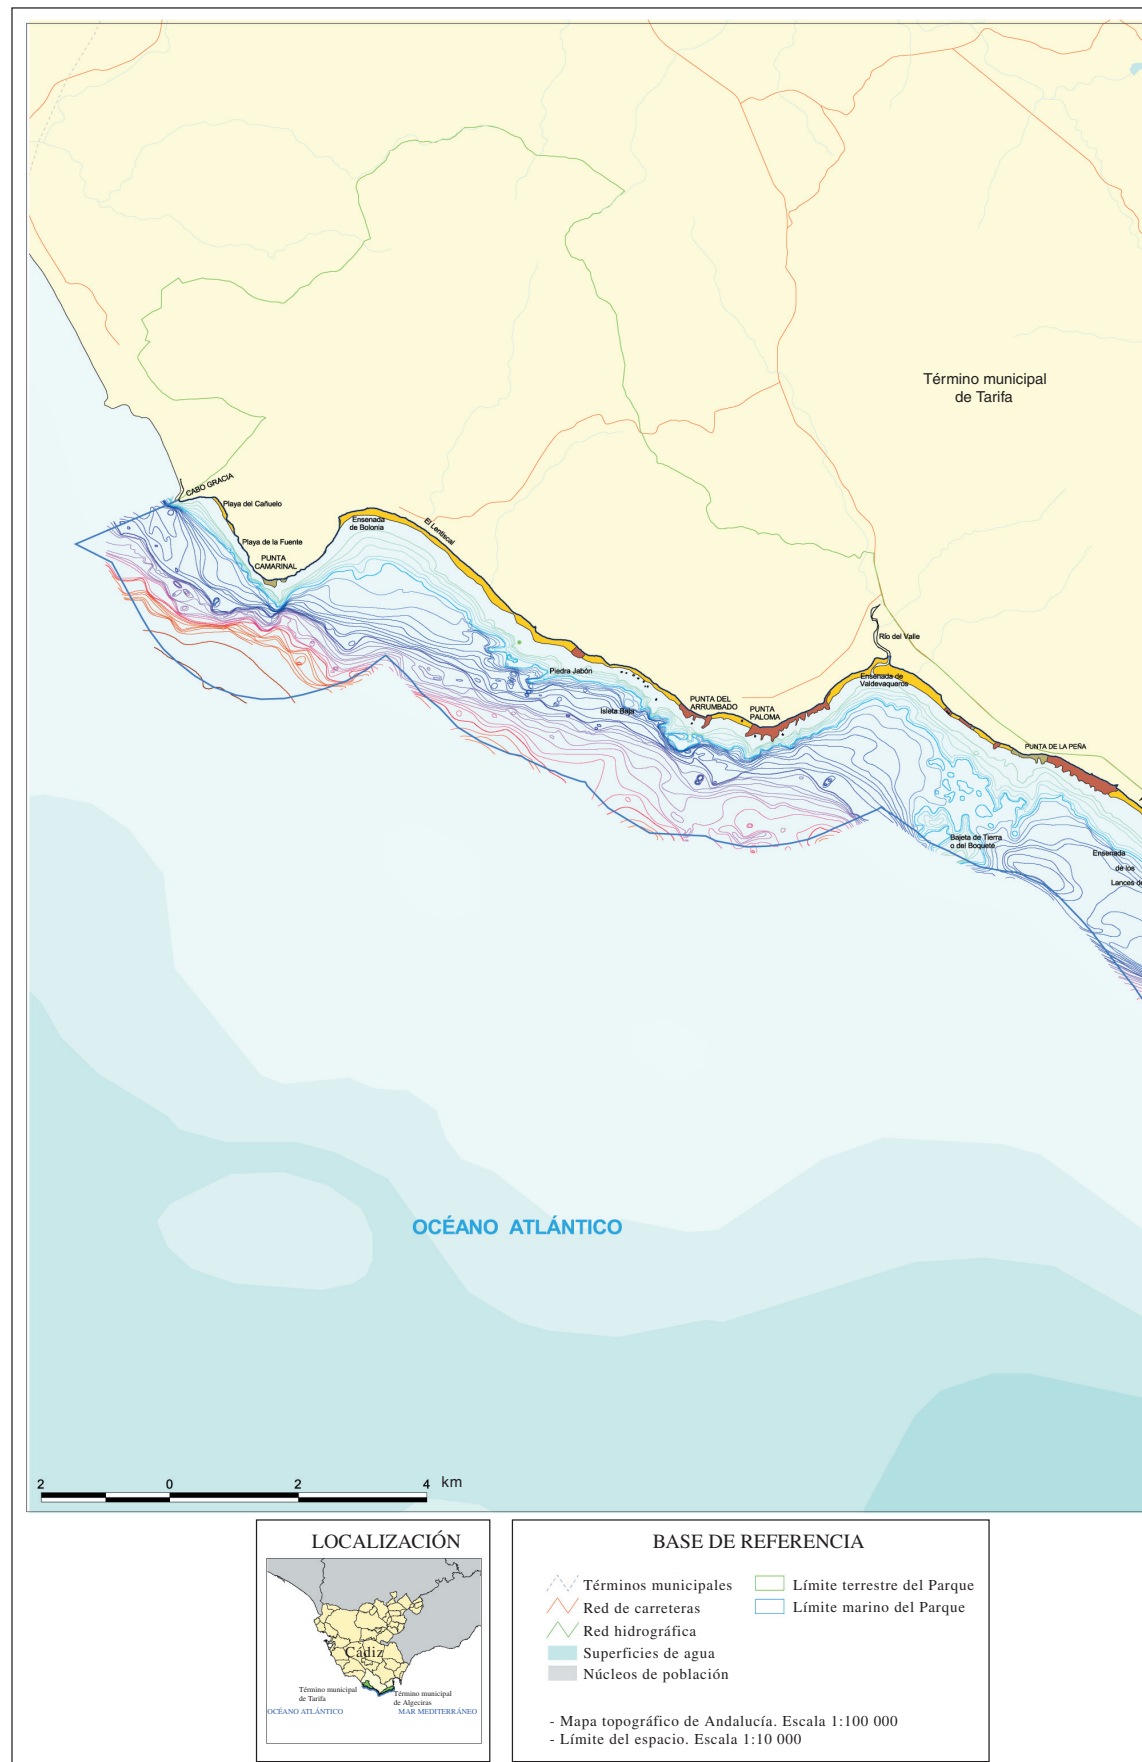 Término municipal
de Tarifa
CABO GRACIA
Playa del Cañuelo
Playa de la Fuente
PUNTA
CAMARINAL
Ensenada
de Bolonia
El Lentiscal
Piedra Jabón
Isleta Baja
PUNTA DEL
ARRUMBADO
PUNTA
PALOMA
Río del Valle
Ensenada de
Valdevaqueros
PUNTA DE LA PEÑA
Bajeta de Tierra
o del Boquete
Ensenada
de los
Lances de
OCÉANO ATLÁNTICO
2 0 2 4 km
LOCALIZACIÓN
Cádiz
Término municipal
de Tarifa
Término municipal
de Algeciras
OCÉANO ATLÁNTICO
MAR MEDITERRÁNEO
BASE DE REFERENCIA
Términos municipales
Red de carreteras
Red hidrográfica
Superficies de agua
Núcleos de población
Límite terrestre del Parque
Límite marino del Parque
- Mapa topográfico de Andalucía. Escala 1:100 000
- Límite del espacio. Escala 1:10 000